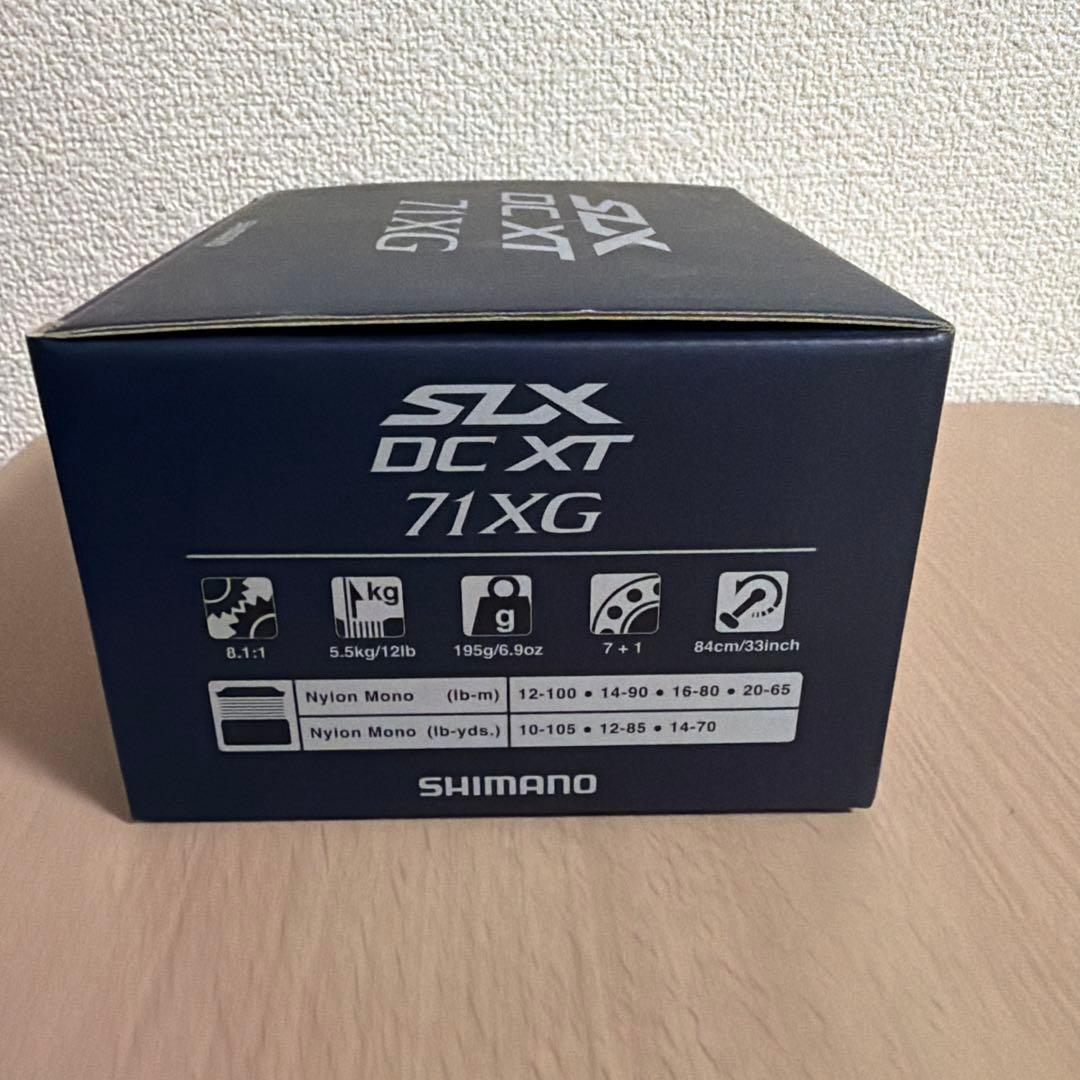 SLX
DC XT
71XG
SLX
DC XT
71XG
kg
g
8.1:1
5.5kg/12lb
195g/6.9oz
7 + 1
84cm/33inch
Nylon Mono (lb-m) 12-100 • 14-90 • 16-80 • 20-65
Nylon Mono (lb-yds.) 10-105 • 12-85 • 14-70
SHIMANO